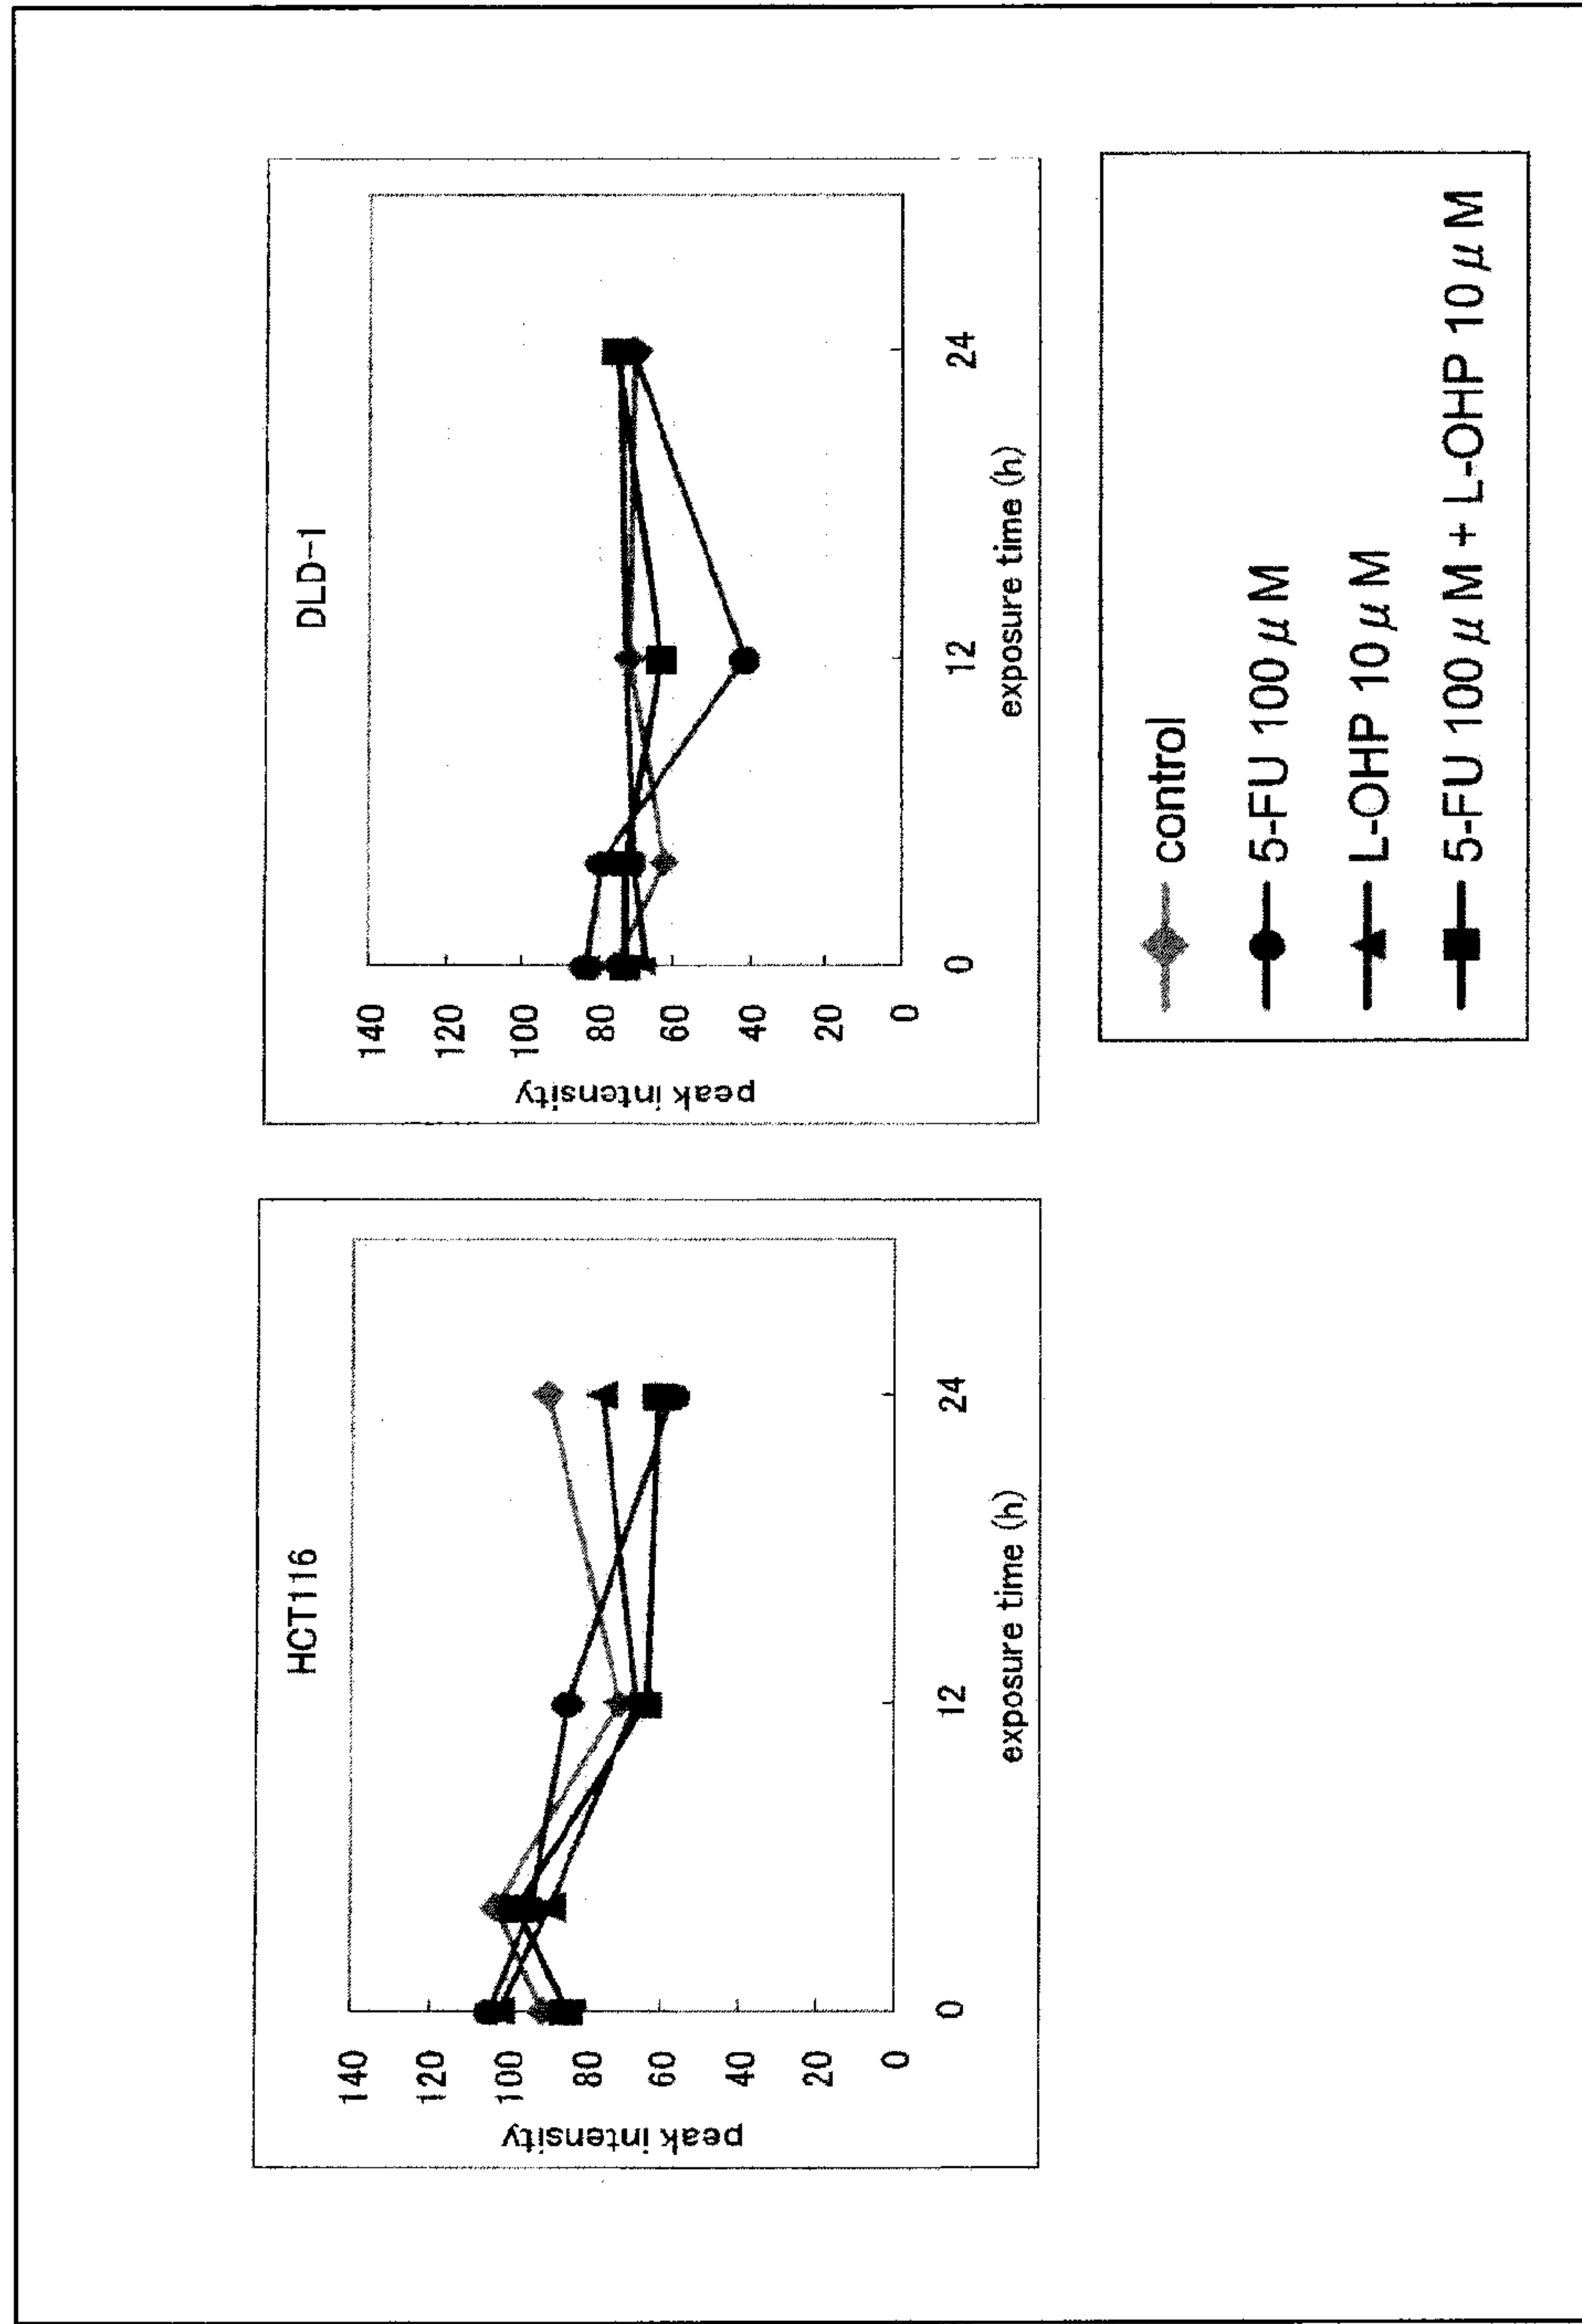 HCT116
peak intensity
140
120
100
80
60
40
20
0
0 12 24
exposure time (h)
DLD-1
peak intensity
140
120
100
80
60
40
20
0
0 12 24
exposure time (h)
control
5-FU 100 μ M
L-OHP 10 μ M
5-FU 100 μ M + L-OHP 10 μ M